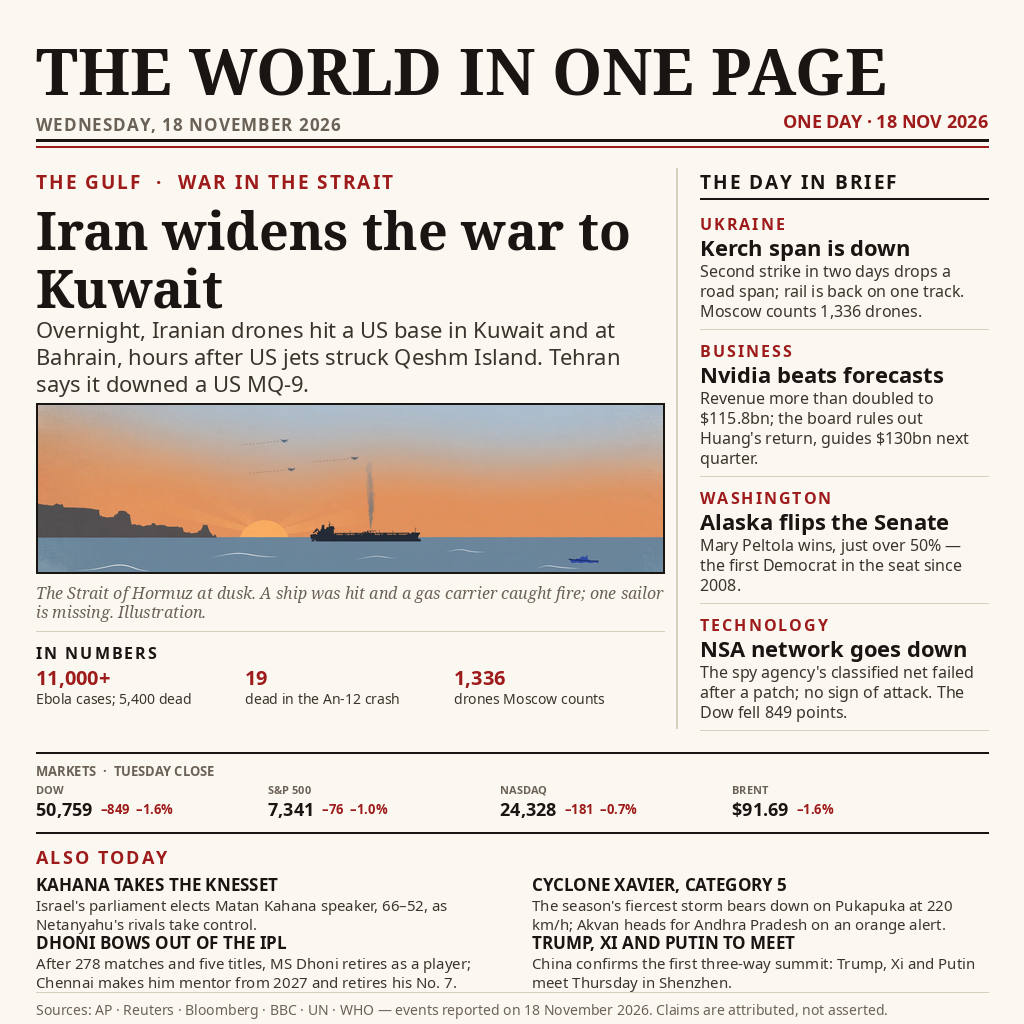 THE WORLD IN ONE PAGE
WEDNESDAY, 18 NOVEMBER 2026
ONE DAY · 18 NOV 2026
THE GULF · WAR IN THE STRAIT
Iran widens the war to
Kuwait
Overnight, Iranian drones hit a US base in Kuwait and at
Bahrain, hours after US jets struck Qeshm Island. Tehran
says it downed a US MQ-9.
The Strait of Hormuz at dusk. A ship was hit and a gas carrier caught fire; one sailor
is missing. Illustration.
IN NUMBERS
11,000+
Ebola cases; 5,400 dead
19
dead in the An-12 crash
1,336
drones Moscow counts
THE DAY IN BRIEF
UKRAINE
Kerch span is down
Second strike in two days drops a
road span; rail is back on one track.
Moscow counts 1,336 drones.
BUSINESS
Nvidia beats forecasts
Revenue more than doubled to
$115.8bn; the board rules out
Huang's return, guides $130bn next
quarter.
WASHINGTON
Alaska flips the Senate
Mary Peltola wins, just over 50% —
the first Democrat in the seat since
2008.
TECHNOLOGY
NSA network goes down
The spy agency's classified net failed
after a patch; no sign of attack. The
Dow fell 849 points.
MARKETS · TUESDAY CLOSE
DOW
50,759 –849 –1.6%
S&P 500
7,341 –76 –1.0%
NASDAQ
24,328 –181 –0.7%
BRENT
$91.69 –1.6%
ALSO TODAY
KAHANA TAKES THE KNESSET
Israel's parliament elects Matan Kahana speaker, 66–52, as
Netanyahu's rivals take control.
DHONI BOWS OUT OF THE IPL
After 278 matches and five titles, MS Dhoni retires as a player;
Chennai makes him mentor from 2027 and retires his No. 7.
CYCLONE XAVIER, CATEGORY 5
The season's fiercest storm bears down on Pukapuka at 220
km/h; Akvan heads for Andhra Pradesh on an orange alert.
TRUMP, XI AND PUTIN TO MEET
China confirms the first three-way summit: Trump, Xi and Putin
meet Thursday in Shenzhen.
Sources: AP · Reuters · Bloomberg · BBC · UN · WHO — events reported on 18 November 2026. Claims are attributed, not asserted.